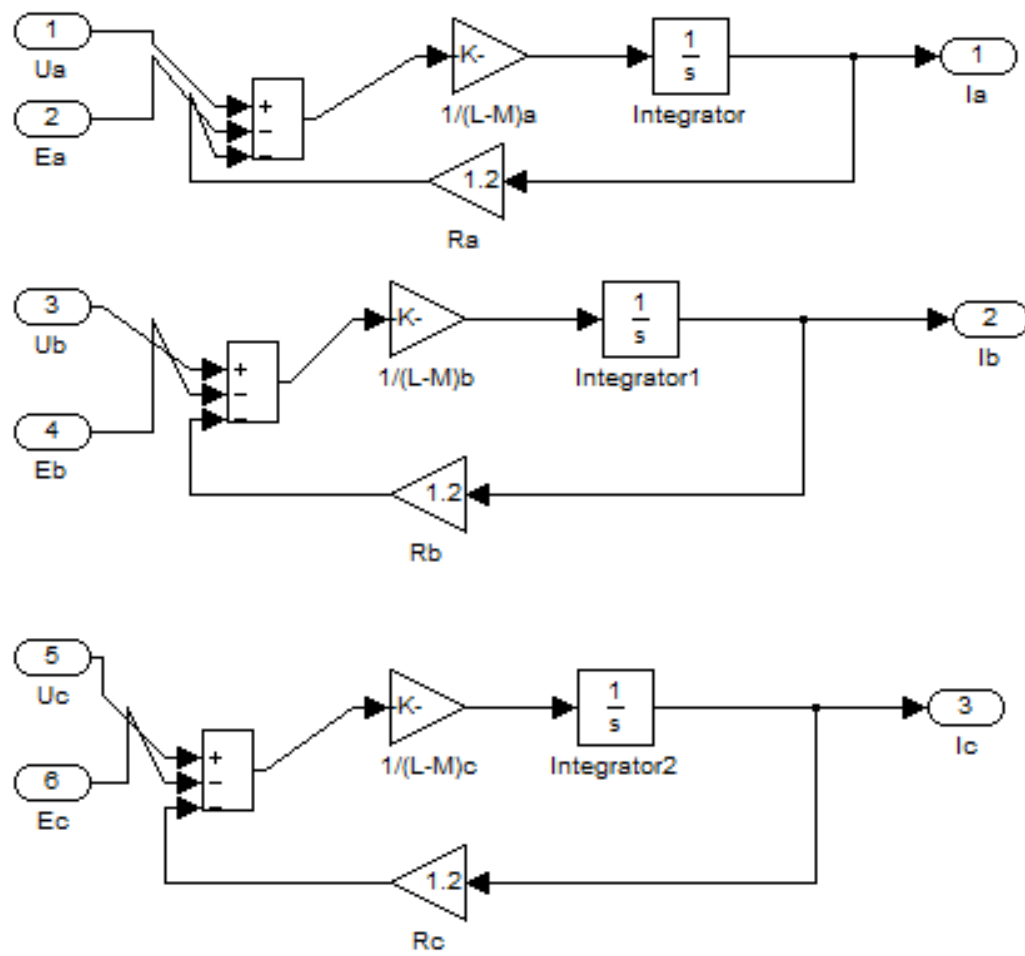 1
Ua
2
Ea
+
−
−
K-
1/(L-M)a
1
s
Integrator
1
Ia
1.2
Ra
3
Ub
4
Eb
+
−
−
K-
1/(L-M)b
1
s
Integrator1
2
Ib
1.2
Rb
5
Uc
6
Ec
+
−
−
K-
1/(L-M)c
1
s
Integrator2
3
Ic
1.2
Rc